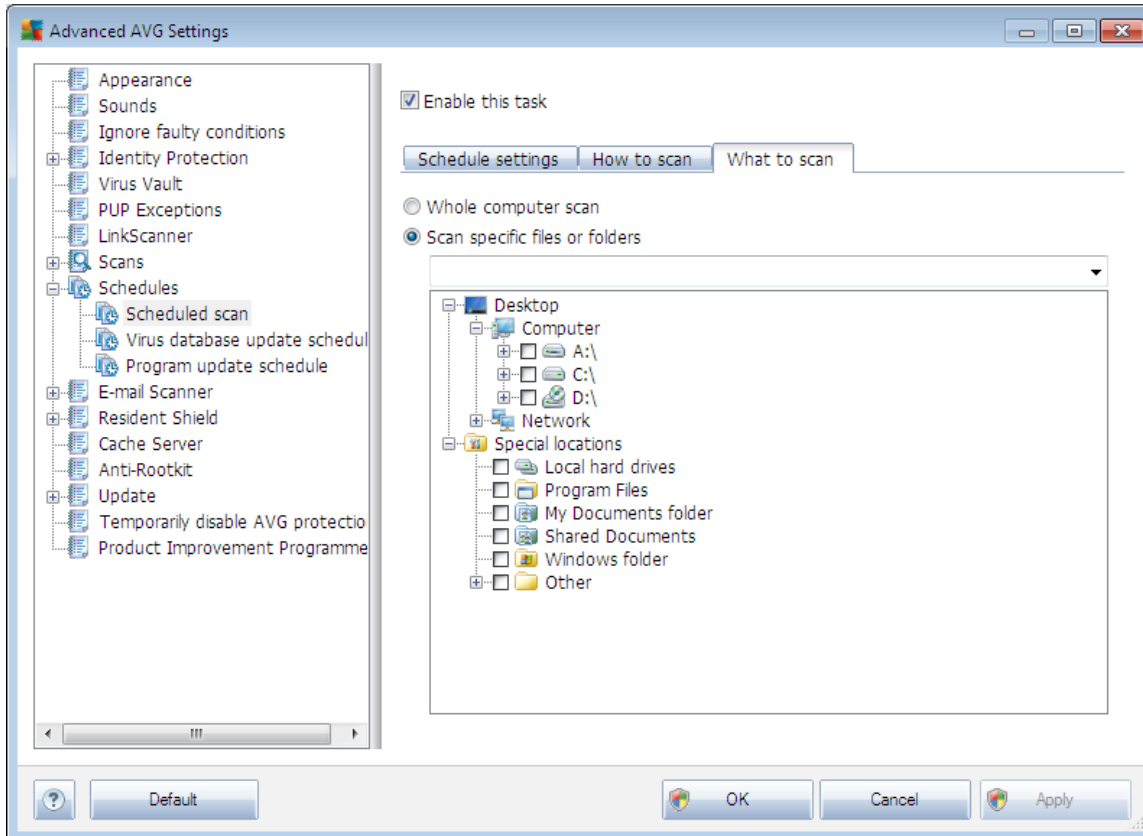 Advanced AVG Settings
Appearance
Sounds
Ignore faulty conditions
Identity Protection
Virus Vault
PUP Exceptions
LinkScanner
Scans
Schedules
Scheduled scan
Virus database update schedul
Program update schedule
E-mail Scanner
Resident Shield
Cache Server
Anti-Rootkit
Update
Temporarily disable AVG protectio
Product Improvement Programme
Enable this task
Schedule settings How to scan What to scan
Whole computer scan
Scan specific files or folders
Desktop
Computer
A:\
C:\
D:\
Network
Special locations
Local hard drives
Program Files
My Documents folder
Shared Documents
Windows folder
Other
? Default OK Cancel Apply